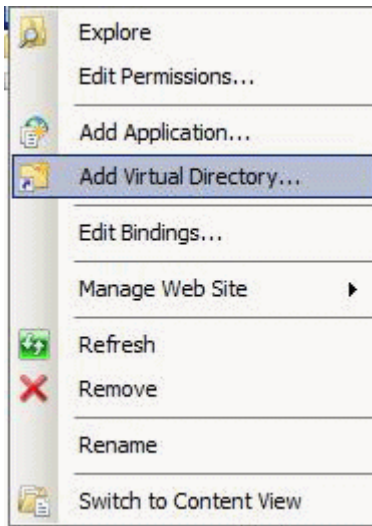 Explore
Edit Permissions...
Add Application...
Add Virtual Directory...
Edit Bindings...
Manage Web Site
Refresh
Remove
Rename
Switch to Content View